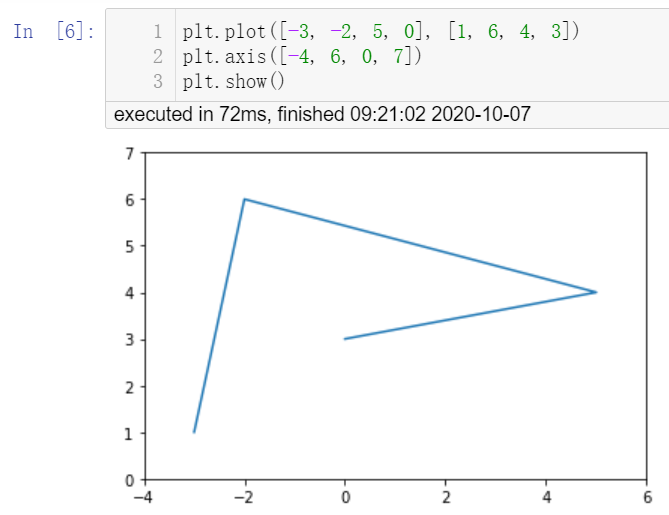 In [6]:
1 plt.plot([-3, -2, 5, 0], [1, 6, 4, 3])
2 plt.axis([-4, 6, 0, 7])
3 plt.show()
executed in 72ms, finished 09:21:02 2020-10-07
7
6
5
4
3
2
1
0
−4 −2 0 2 4 6